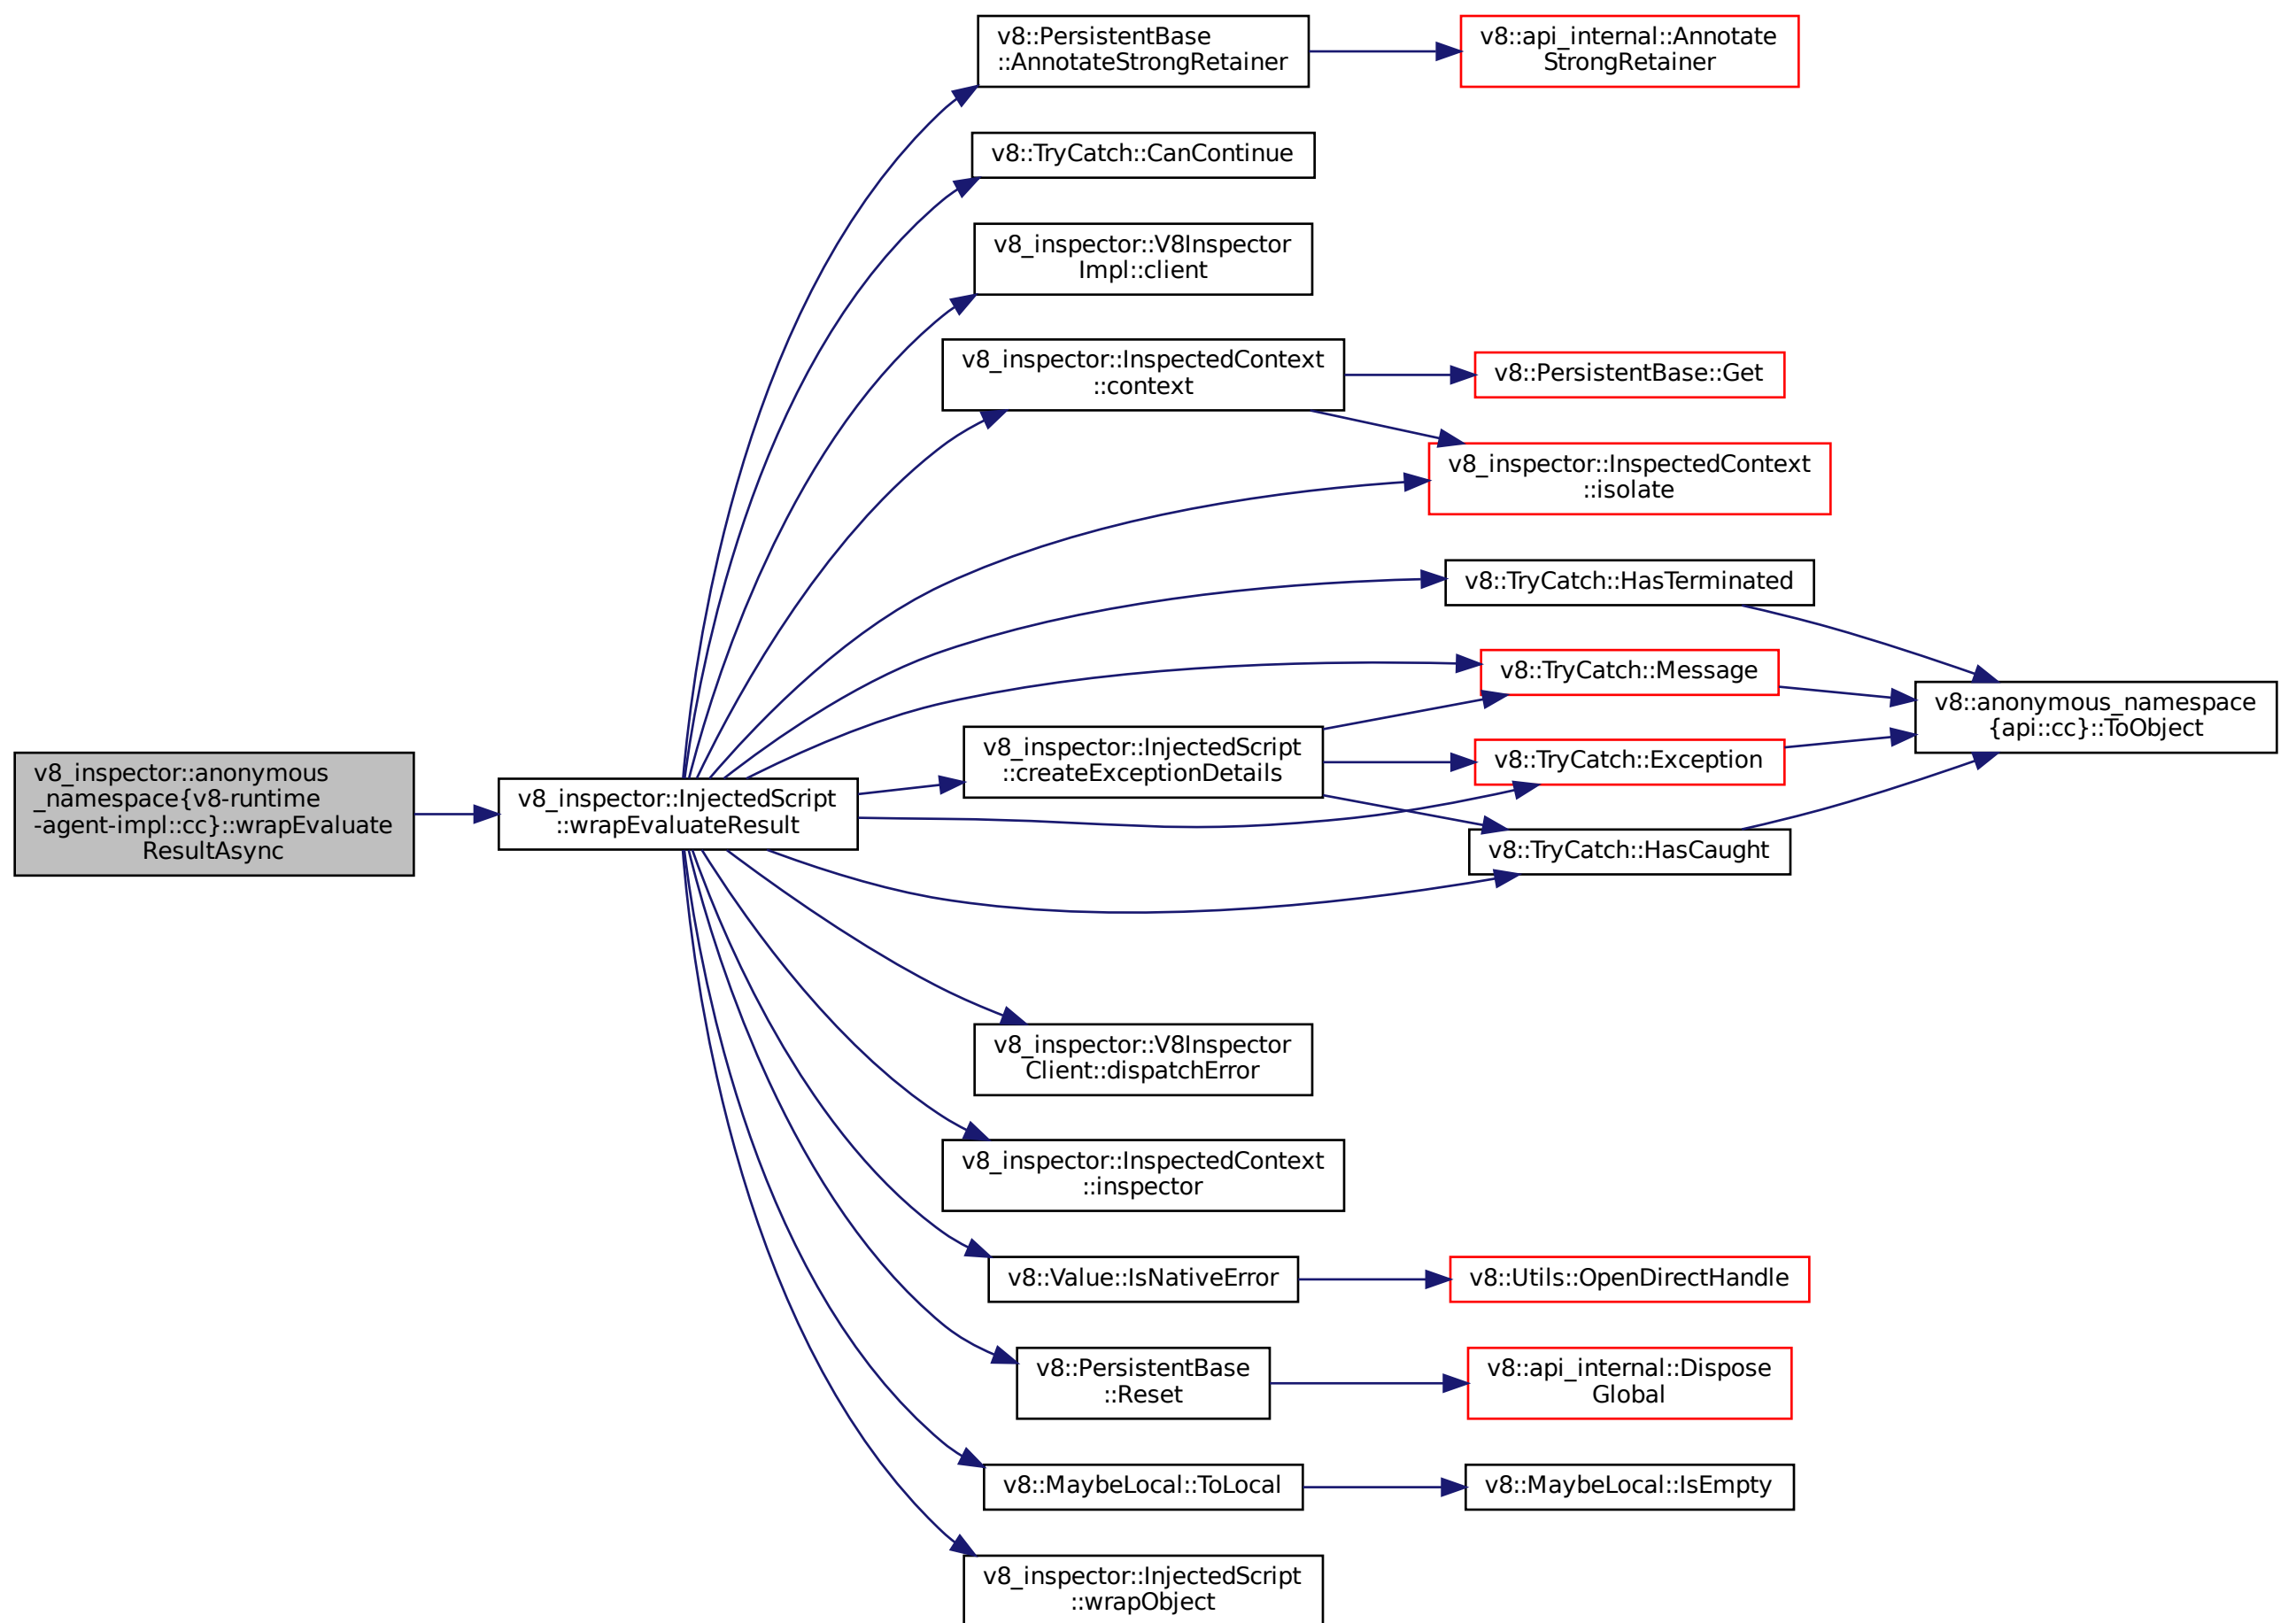 v8::PersistentBase
::AnnotateStrongRetainer
v8::api_internal::Annotate
StrongRetainer
v8::TryCatch::CanContinue
v8_inspector::V8Inspector
Impl::client
v8_inspector::InspectedContext
::context
v8::PersistentBase::Get
v8_inspector::InspectedContext
::isolate
v8::TryCatch::HasTerminated
v8::TryCatch::Message
v8::anonymous_namespace
{api::cc}::ToObject
v8_inspector::InjectedScript
::createExceptionDetails
v8::TryCatch::Exception
v8_inspector::anonymous
_namespace{v8-runtime
-agent-impl::cc}::wrapEvaluate
ResultAsync
v8_inspector::InjectedScript
::wrapEvaluateResult
v8::TryCatch::HasCaught
v8_inspector::V8Inspector
Client::dispatchError
v8_inspector::InspectedContext
::inspector
v8::Value::IsNativeError
v8::Utils::OpenDirectHandle
v8::PersistentBase
::Reset
v8::api_internal::Dispose
Global
v8::MaybeLocal::ToLocal
v8::MaybeLocal::IsEmpty
v8_inspector::InjectedScript
::wrapObject